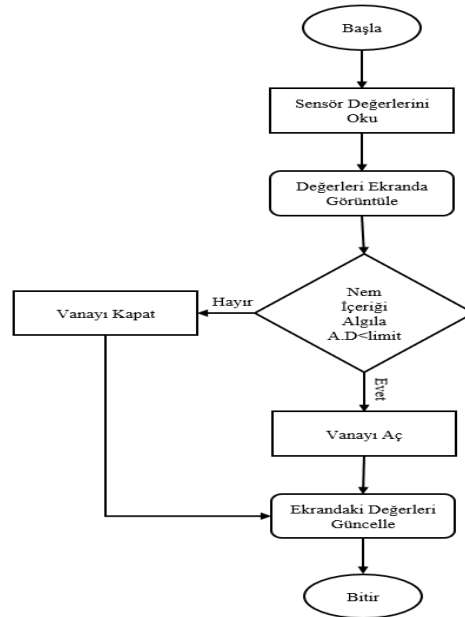 Başla
Sensör Değerlerini
Oku
Değerleri Ekranda
Görüntüle
Nem
İçeriği
Algıla
A.D<limit
Hayır
Vanayı Kapat
Evet
Vanayı Aç
Ekrandaki Değerleri
Güncelle
Bitir